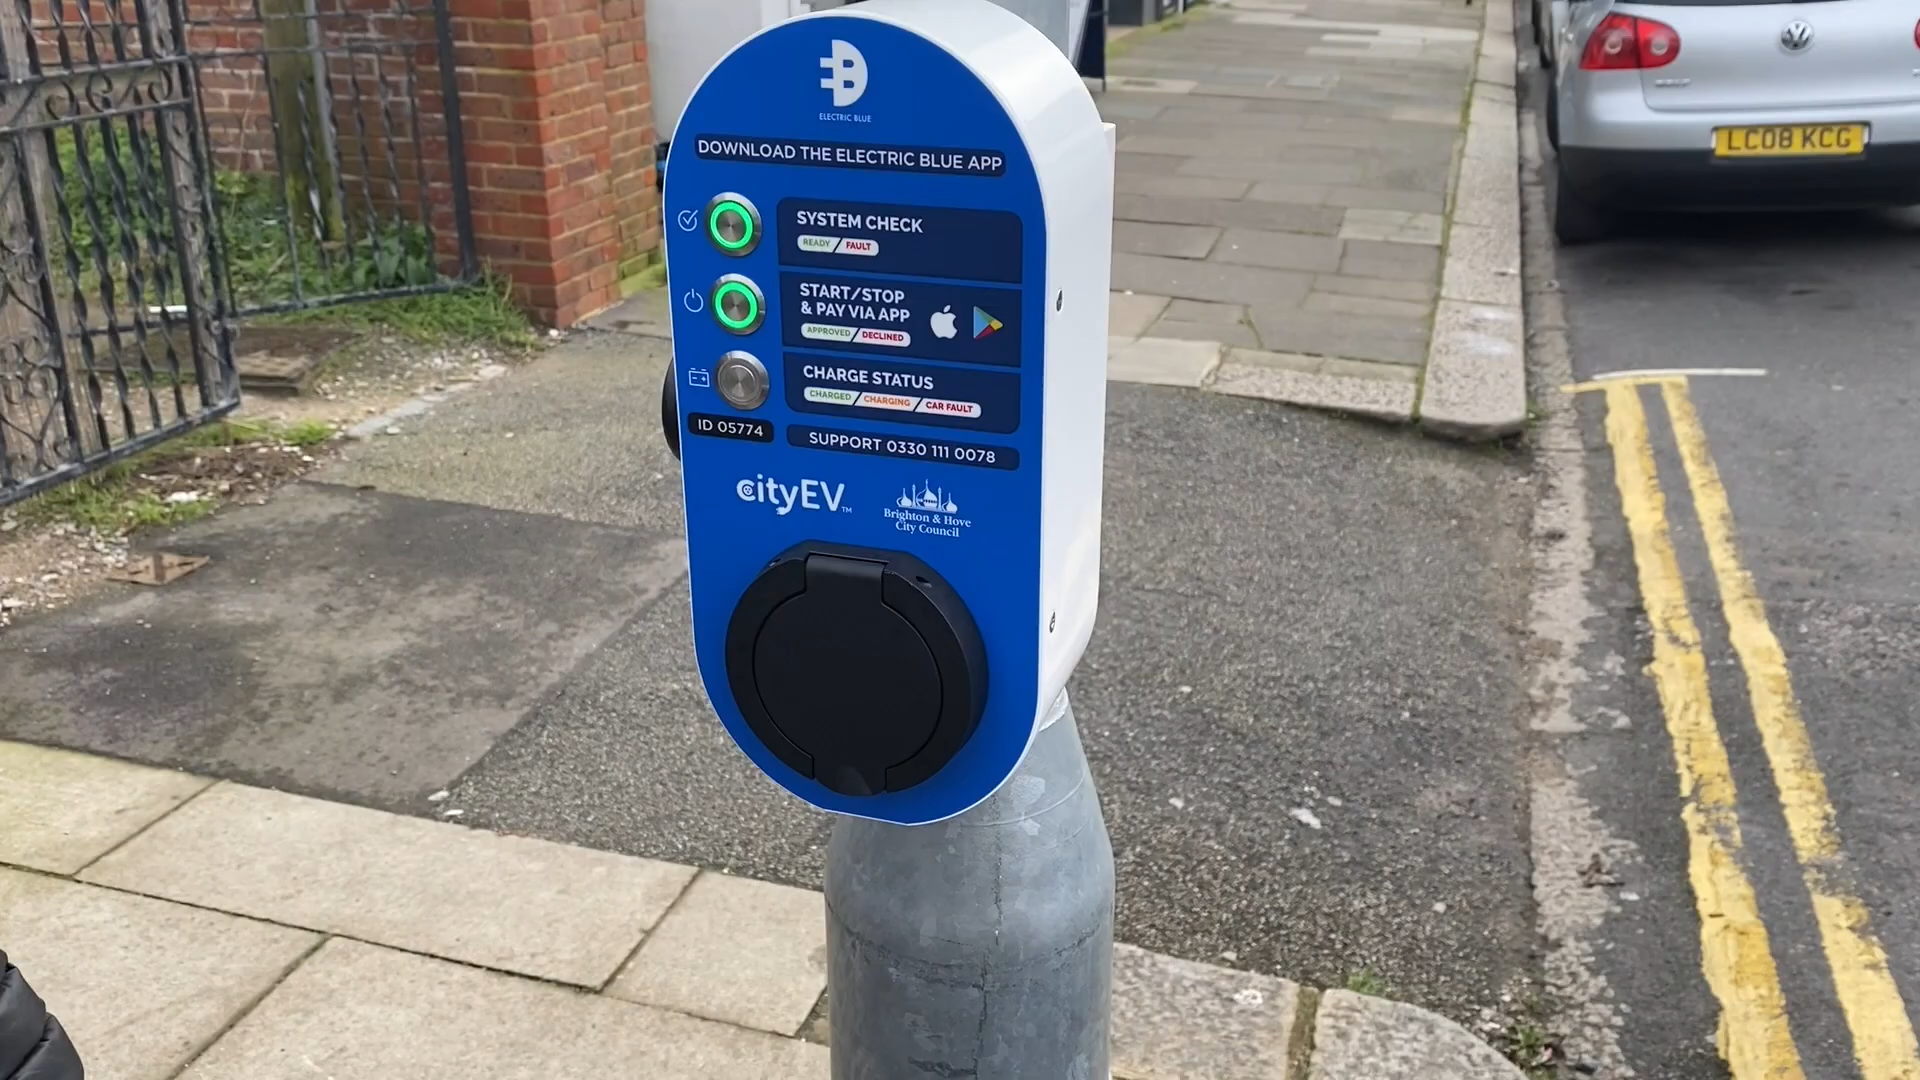 ELECTRIC BLUE
DOWNLOAD THE ELECTRIC BLUE APP
SYSTEM CHECK
READY / FAULT
START/STOP
& PAY VIA APP
APPROVED / DECLINED
CHARGE STATUS
CHARGED / CHARGING / CAR FAULT
ID 05774
SUPPORT 0330 111 0078
cityEV™
Brighton & Hove
City Council
LC08 KCG